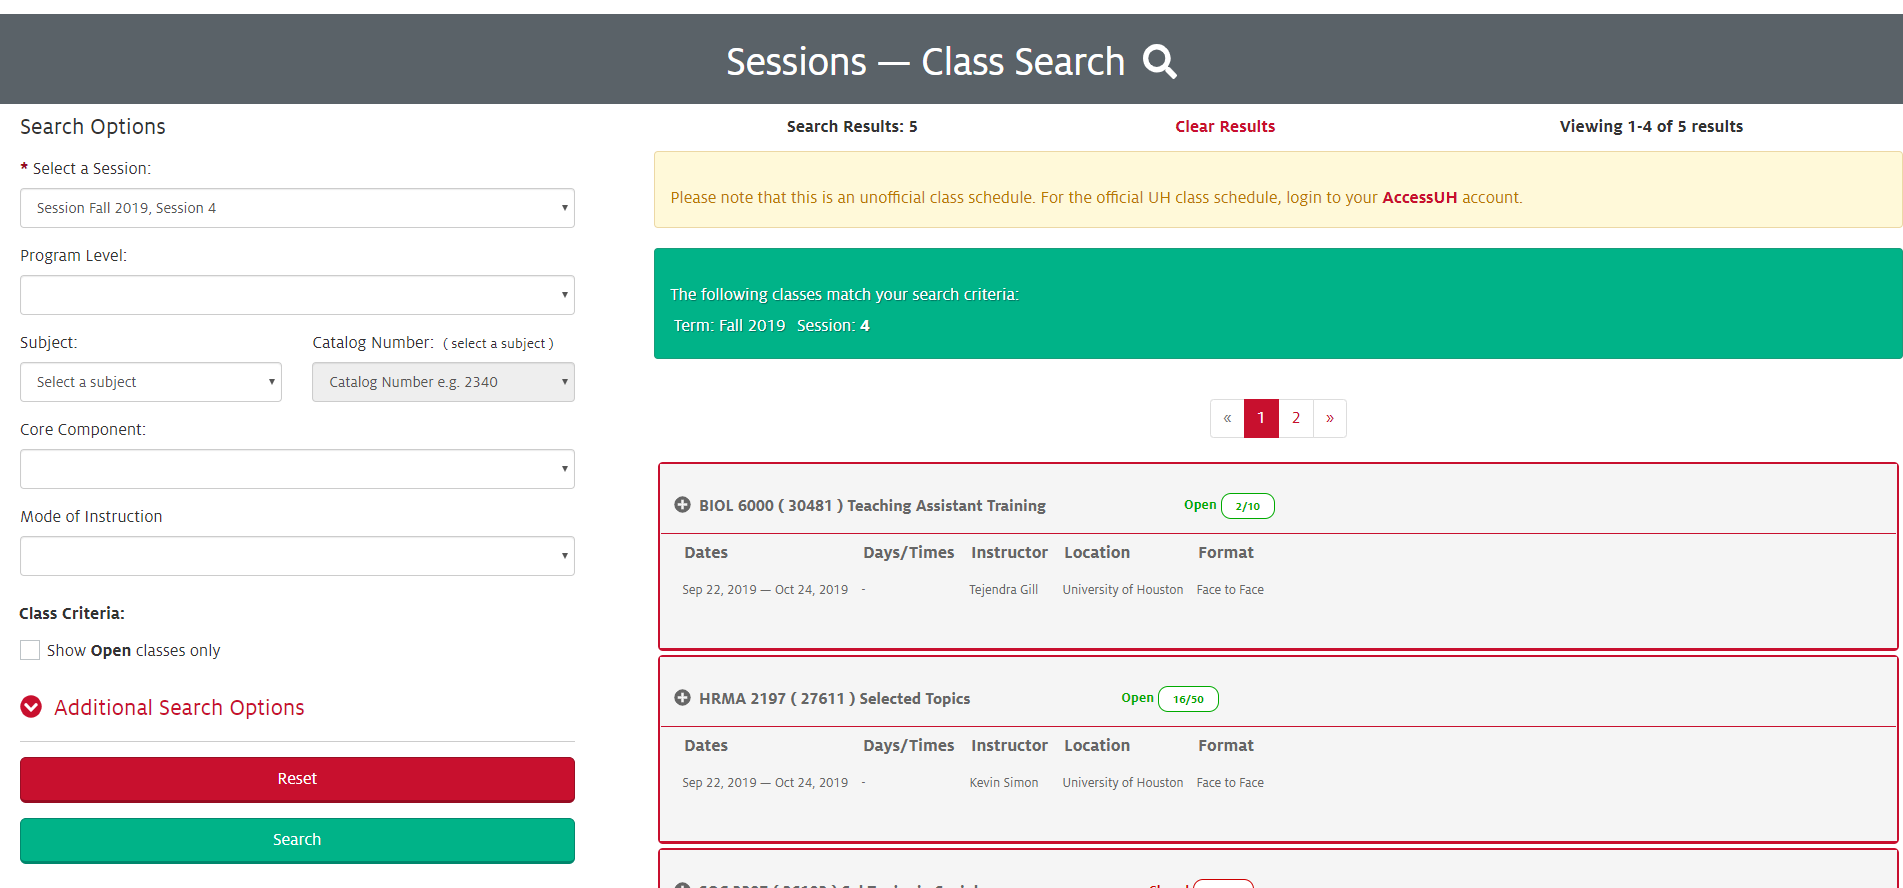 Sessions — Class Search
Search Options
* Select a Session:
Session Fall 2019, Session 4
Program Level:
Subject:
Catalog Number: ( select a subject )
Select a subject
Catalog Number e.g. 2340
Core Component:
Mode of Instruction
Class Criteria:
Show Open classes only
Additional Search Options
Reset
Search
Search Results: 5
Clear Results
Viewing 1-4 of 5 results
Please note that this is an unofficial class schedule. For the official UH class schedule, login to your AccessUH account.
The following classes match your search criteria:
Term: Fall 2019 Session: 4
« 1 2 »
BIOL 6000 ( 30481 ) Teaching Assistant Training Open 2/10
Dates Days/Times Instructor Location Format
Sep 22, 2019 — Oct 24, 2019 - Tejendra Gill University of Houston Face to Face
HRMA 2197 ( 27611 ) Selected Topics Open 16/50
Dates Days/Times Instructor Location Format
Sep 22, 2019 — Oct 24, 2019 - Kevin Simon University of Houston Face to Face